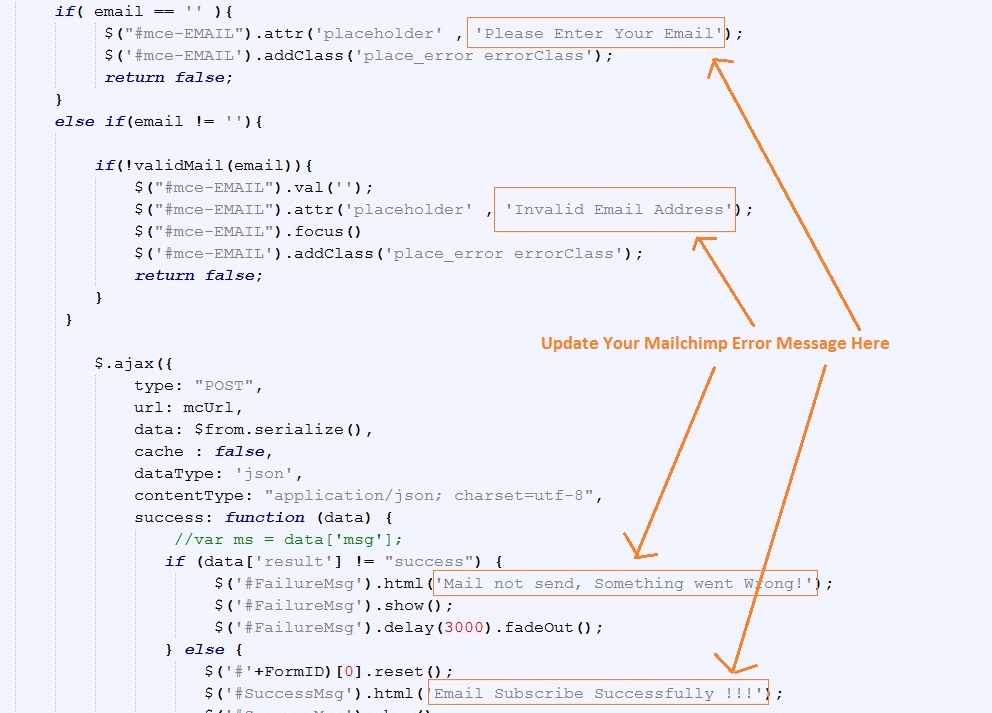 if( email == '' ){
$("#mce-EMAIL").attr('placeholder' , 'Please Enter Your Email');
$('#mce-EMAIL').addClass('place_error errorClass');
return false;
}
else if(email != ''){
if(!validMail(email)){
$("#mce-EMAIL").val('');
$("#mce-EMAIL").attr('placeholder' , 'Invalid Email Address');
$("#mce-EMAIL").focus()
$('#mce-EMAIL').addClass('place_error errorClass');
return false;
}
}
Update Your Mailchimp Error Message Here
$.ajax({
type: "POST",
url: mcUrl,
data: $from.serialize(),
cache : false,
dataType: 'json',
contentType: "application/json; charset=utf-8",
success: function (data) {
//var ms = data['msg'];
if (data['result'] != "success") {
$('#FailureMsg').html('Mail not send, Something went Wrong!');
$('#FailureMsg').show();
$('#FailureMsg').delay(3000).fadeOut();
} else {
$('#'+FormID)[0].reset();
$('#SuccessMsg').html('Email Subscribe Successfully !!!');